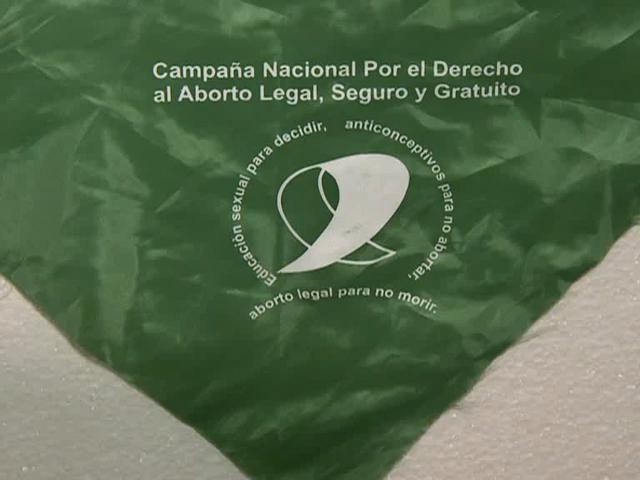 Campaña Nacional Por el Derecho
al Aborto Legal, Seguro y Gratuito
Educación sexual para decidir, anticonceptivos para no abortar,
aborto legal para no morir.